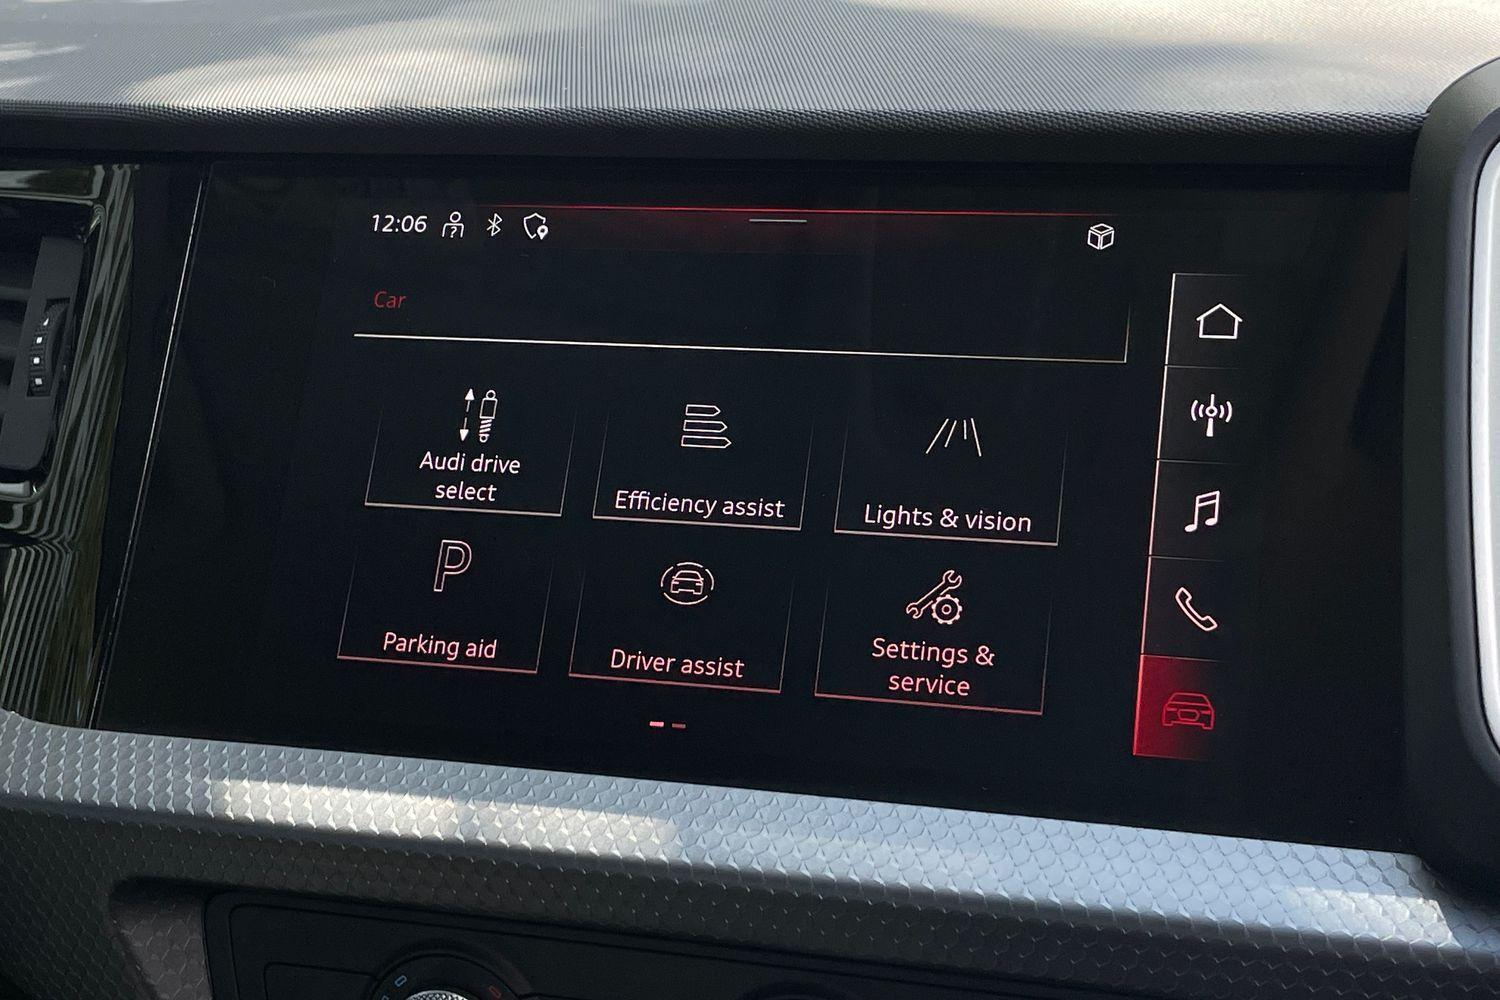 12:06
Car
Audi drive
select
Efficiency assist
Lights & vision
P
Parking aid
Driver assist
Settings &
service